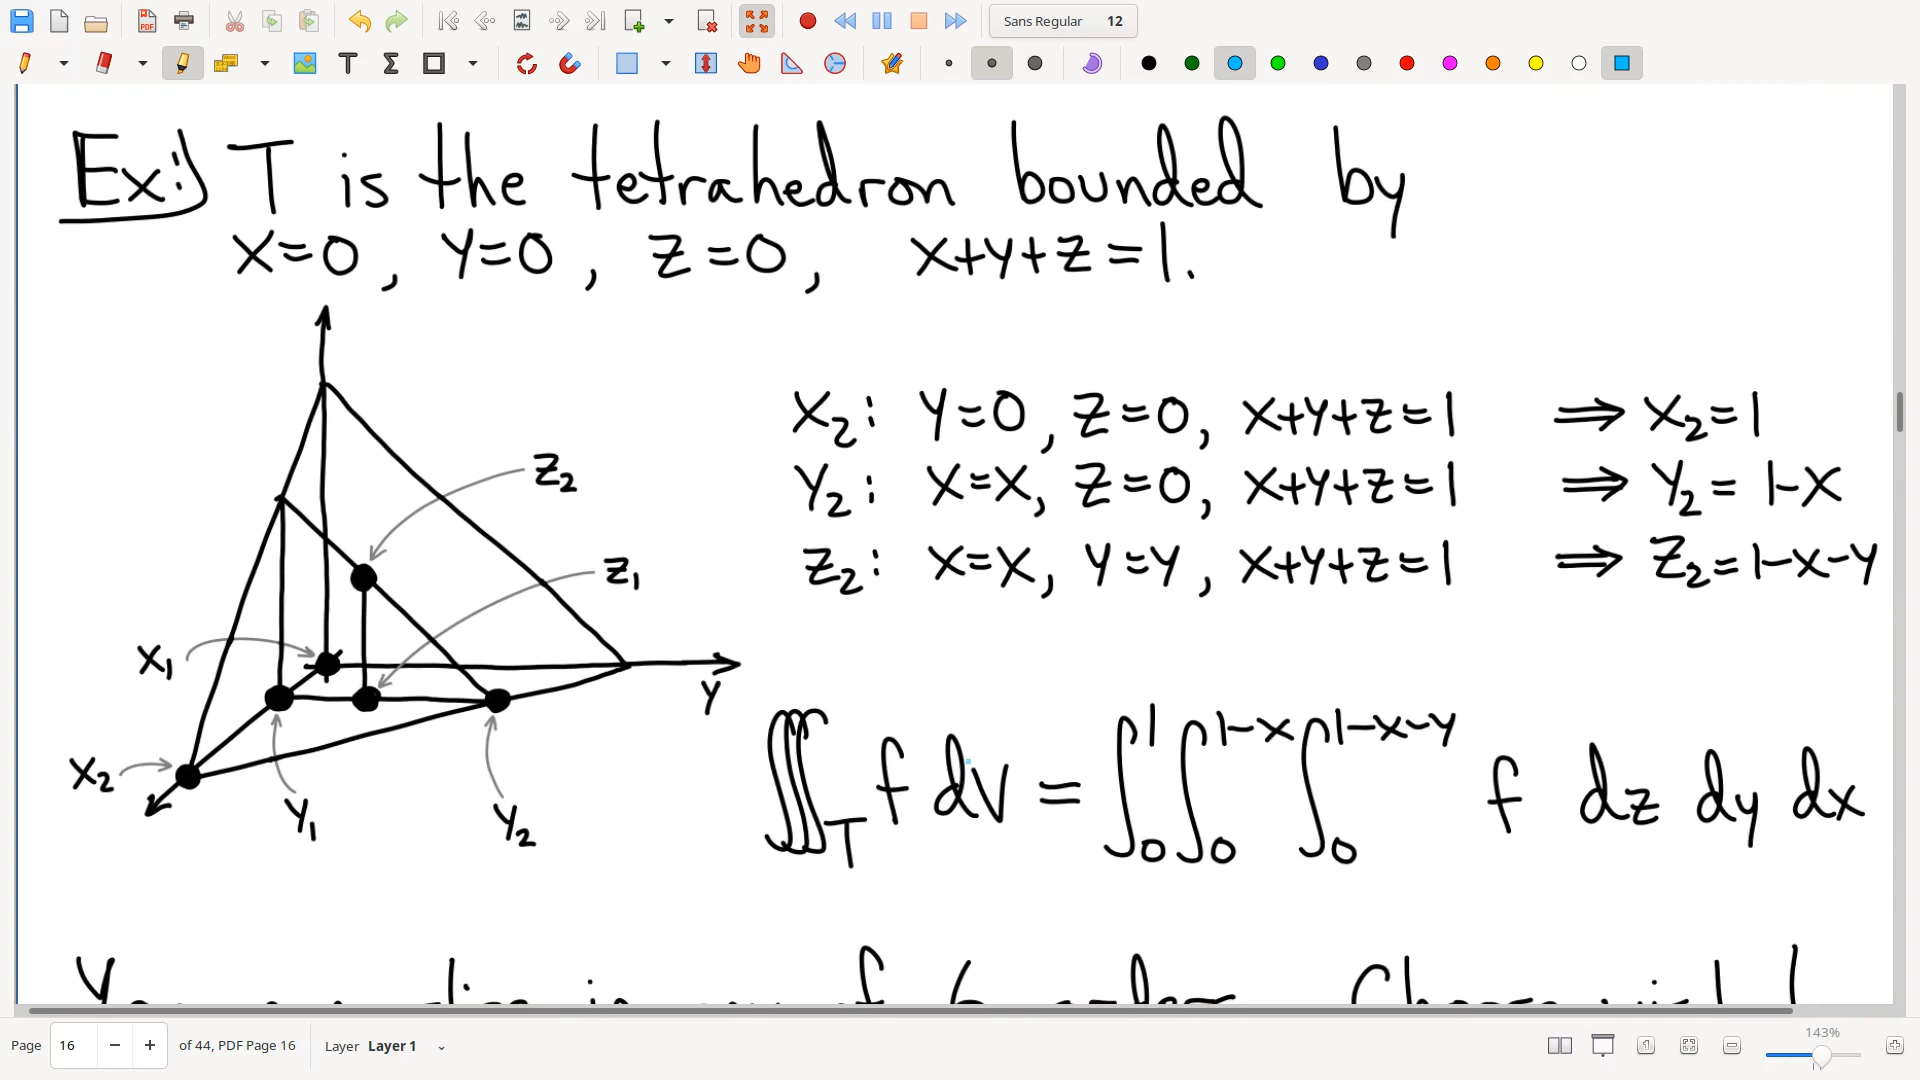 Sans Regular 12
Ex:) T is the tetrahedron bounded by
x=0, y=0, z=0, x+y+z=1.
x₂: y=0, z=0, x+y+z=1 ⟹ x₂=1
y₂: x=x, z=0, x+y+z=1 ⟹ y₂=1-x
z₂: x=x, y=y, x+y+z=1 ⟹ z₂=1-x-y
z₂
z₁
x₁
y
x₂
y₁
y₂
∭_T f dV = ∫₀^1 ∫₀^{1-x} ∫₀^{1-x-y} f dz dy dx
Page 16 of 44, PDF Page 16 Layer Layer 1 143%